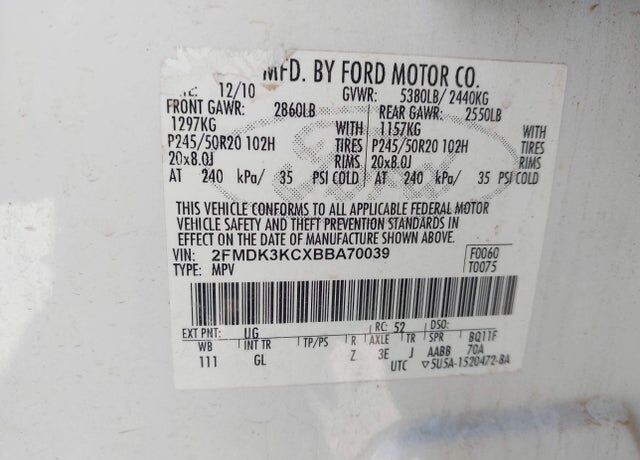 MFD. BY FORD MOTOR CO.
12/10 GVWR: 5380LB/ 2440KG
FRONT GAWR: 2860LB REAR GAWR: 2550LB
1297KG WITH 1157KG WITH
P245/50R20 102H TIRES P245/50R20 102H TIRES
20x8.0J RIMS 20x8.0J RIMS
AT 240 kPa/ 35 PSI COLD AT 240 kPa/ 35 PSI COLD
THIS VEHICLE CONFORMS TO ALL APPLICABLE FEDERAL MOTOR
VEHICLE SAFETY AND THEFT PREVENTION STANDARDS IN
EFFECT ON THE DATE OF MANUFACTURE SHOWN ABOVE.
VIN: 2FMDK3KCXBBA70039 F0060
TYPE: MPV T0075
EXT PNT: UG RC: 52 DSO:
WB INT TR TP/PS R AXLE TR SPR BQ11F
111 GL Z 3E J AABB 70A
UTC ▽5U5A-1520472-BA